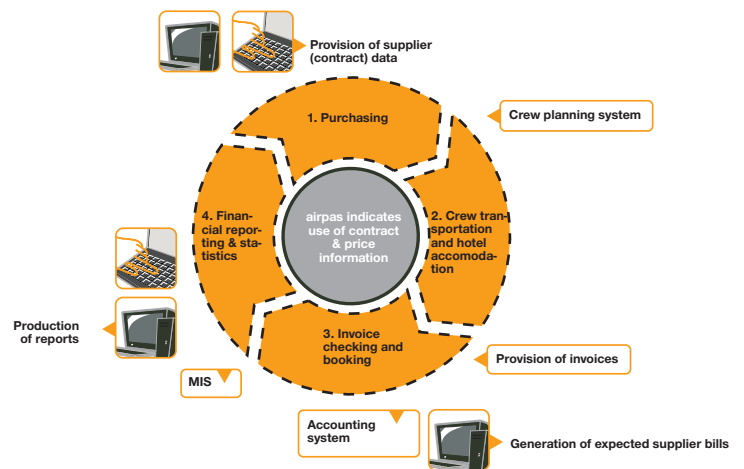 Provision of supplier
(contract) data
1. Purchasing
Crew planning system
airpas indicates
use of contract
& price
information
2. Crew tran-
sportation
and hotel
accomoda-
tion
4. Finan-
cial repor-
ting & sta-
tistics
3. Invoice
checking and
booking
Production
of reports
Provision of invoices
MIS
Accounting
system
Generation of expected supplier bills